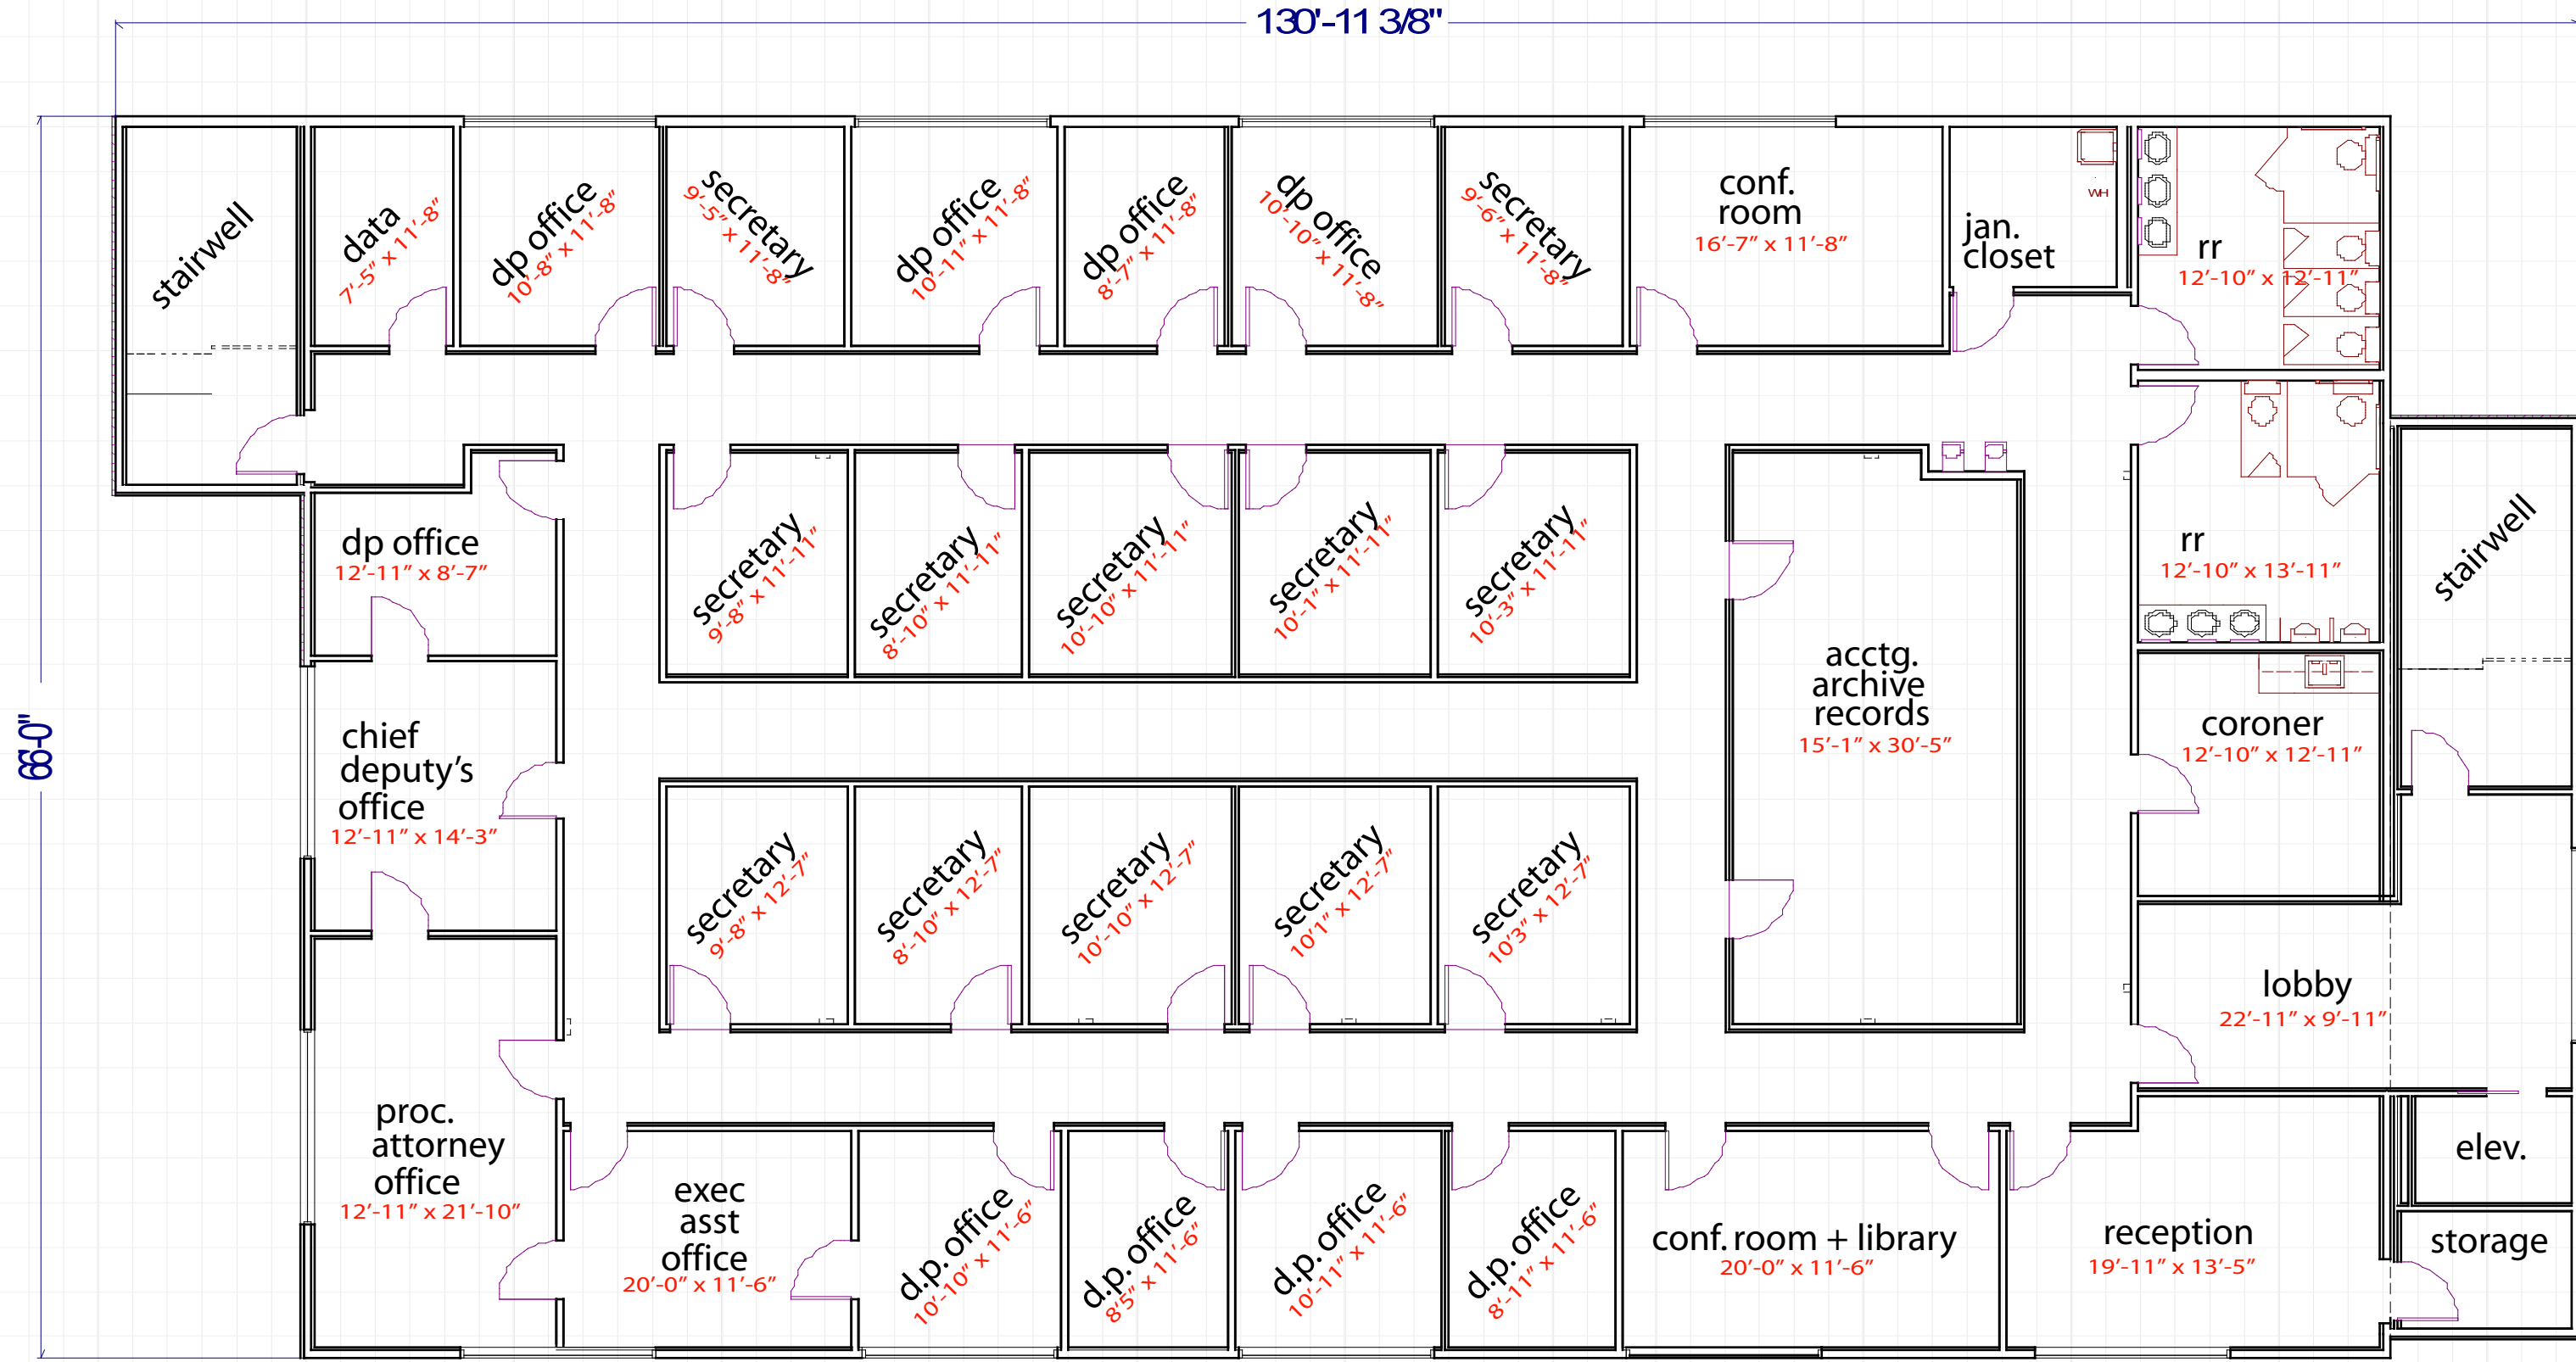 130'-11 3/8"
66'-0"
stairwell
data
7'-5" x 11'-8"
dp office
10'-8" x 11'-8"
secretary
9'-5" x 11'-8"
dp office
10'-11" x 11'-8"
dp office
8'-7" x 11'-8"
dp office
10'-10" x 11'-8"
secretary
9'-6" x 11'-8"
conf.
room
16'-7" x 11'-8"
jan.
closet
WH
rr
12'-10" x 12'-11"
dp office
12'-11" x 8'-7"
secretary
9'-8" x 11'-11"
secretary
8'-10" x 11'-11"
secretary
10'-10" x 11'-11"
secretary
10'-1" x 11'-11"
secretary
10'-3" x 11'-11"
acctg.
archive
records
15'-1" x 30'-5"
rr
12'-10" x 13'-11"
stairwell
chief
deputy's
office
12'-11" x 14'-3"
coroner
12'-10" x 12'-11"
secretary
9'-8" x 12'-7"
secretary
8'-10" x 12'-7"
secretary
10'-10" x 12'-7"
secretary
10'1" x 12'-7"
secretary
10'3" x 12'-7"
lobby
22'-11" x 9'-11"
proc.
attorney
office
12'-11" x 21'-10"
exec
asst
office
20'-0" x 11'-6"
d.p. office
10'-10" x 11'-6"
d.p. office
8'5" x 11'-6"
d.p. office
10'-11" x 11'-6"
d.p. office
8'-11" x 11'-6"
conf. room + library
20'-0" x 11'-6"
reception
19'-11" x 13'-5"
elev.
storage